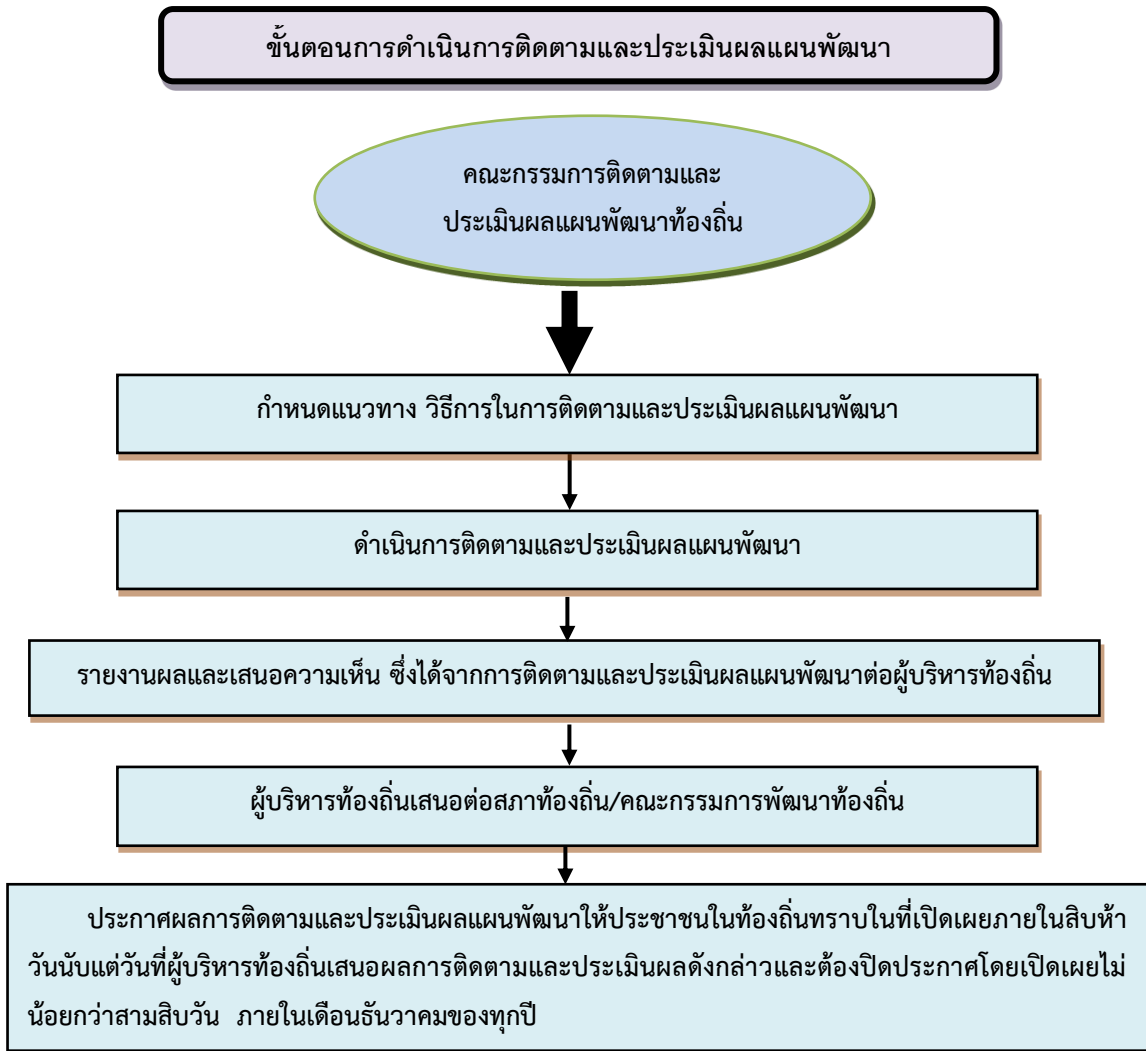 ขั้นตอนการดำเนินการติดตามและประเมินผลแผนพัฒนา
คณะกรรมการติดตามและ
ประเมินผลแผนพัฒนาท้องถิ่น
กำหนดแนวทาง วิธีการในการติดตามและประเมินผลแผนพัฒนา
ดำเนินการติดตามและประเมินผลแผนพัฒนา
รายงานผลและเสนอความเห็น ซึ่งได้จากการติดตามและประเมินผลแผนพัฒนาต่อผู้บริหารท้องถิ่น
ผู้บริหารท้องถิ่นเสนอต่อสภาท้องถิ่น/คณะกรรมการพัฒนาท้องถิ่น
ประกาศผลการติดตามและประเมินผลแผนพัฒนาให้ประชาชนในท้องถิ่นทราบในที่เปิดเผยภายในสิบห้า
วันนับแต่วันที่ผู้บริหารท้องถิ่นเสนอผลการติดตามและประเมินผลดังกล่าวและต้องปิดประกาศโดยเปิดเผยไม่
น้อยกว่าสามสิบวัน ภายในเดือนธันวาคมของทุกปี